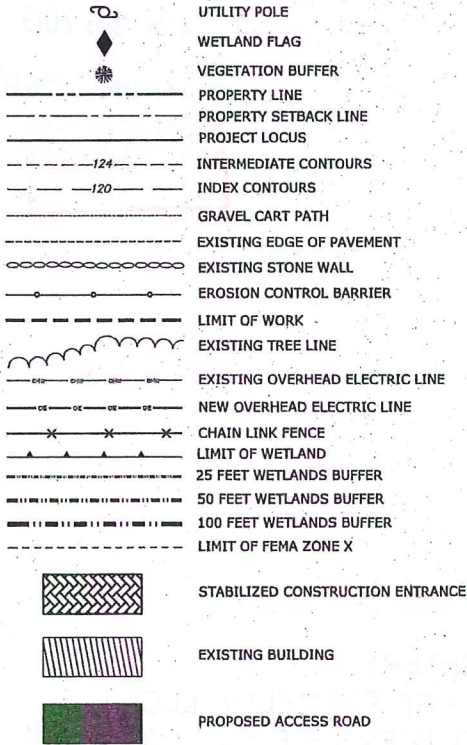 UTILITY POLE
WETLAND FLAG
VEGETATION BUFFER
PROPERTY LINE
PROPERTY SETBACK LINE
PROJECT LOCUS
124 INTERMEDIATE CONTOURS
120 INDEX CONTOURS
GRAVEL CART PATH
EXISTING EDGE OF PAVEMENT
EXISTING STONE WALL
EROSION CONTROL BARRIER
LIMIT OF WORK
EXISTING TREE LINE
EXISTING OVERHEAD ELECTRIC LINE
OE OE OE OE NEW OVERHEAD ELECTRIC LINE
CHAIN LINK FENCE
LIMIT OF WETLAND
25 FEET WETLANDS BUFFER
50 FEET WETLANDS BUFFER
100 FEET WETLANDS BUFFER
LIMIT OF FEMA ZONE X
STABILIZED CONSTRUCTION ENTRANCE
EXISTING BUILDING
PROPOSED ACCESS ROAD